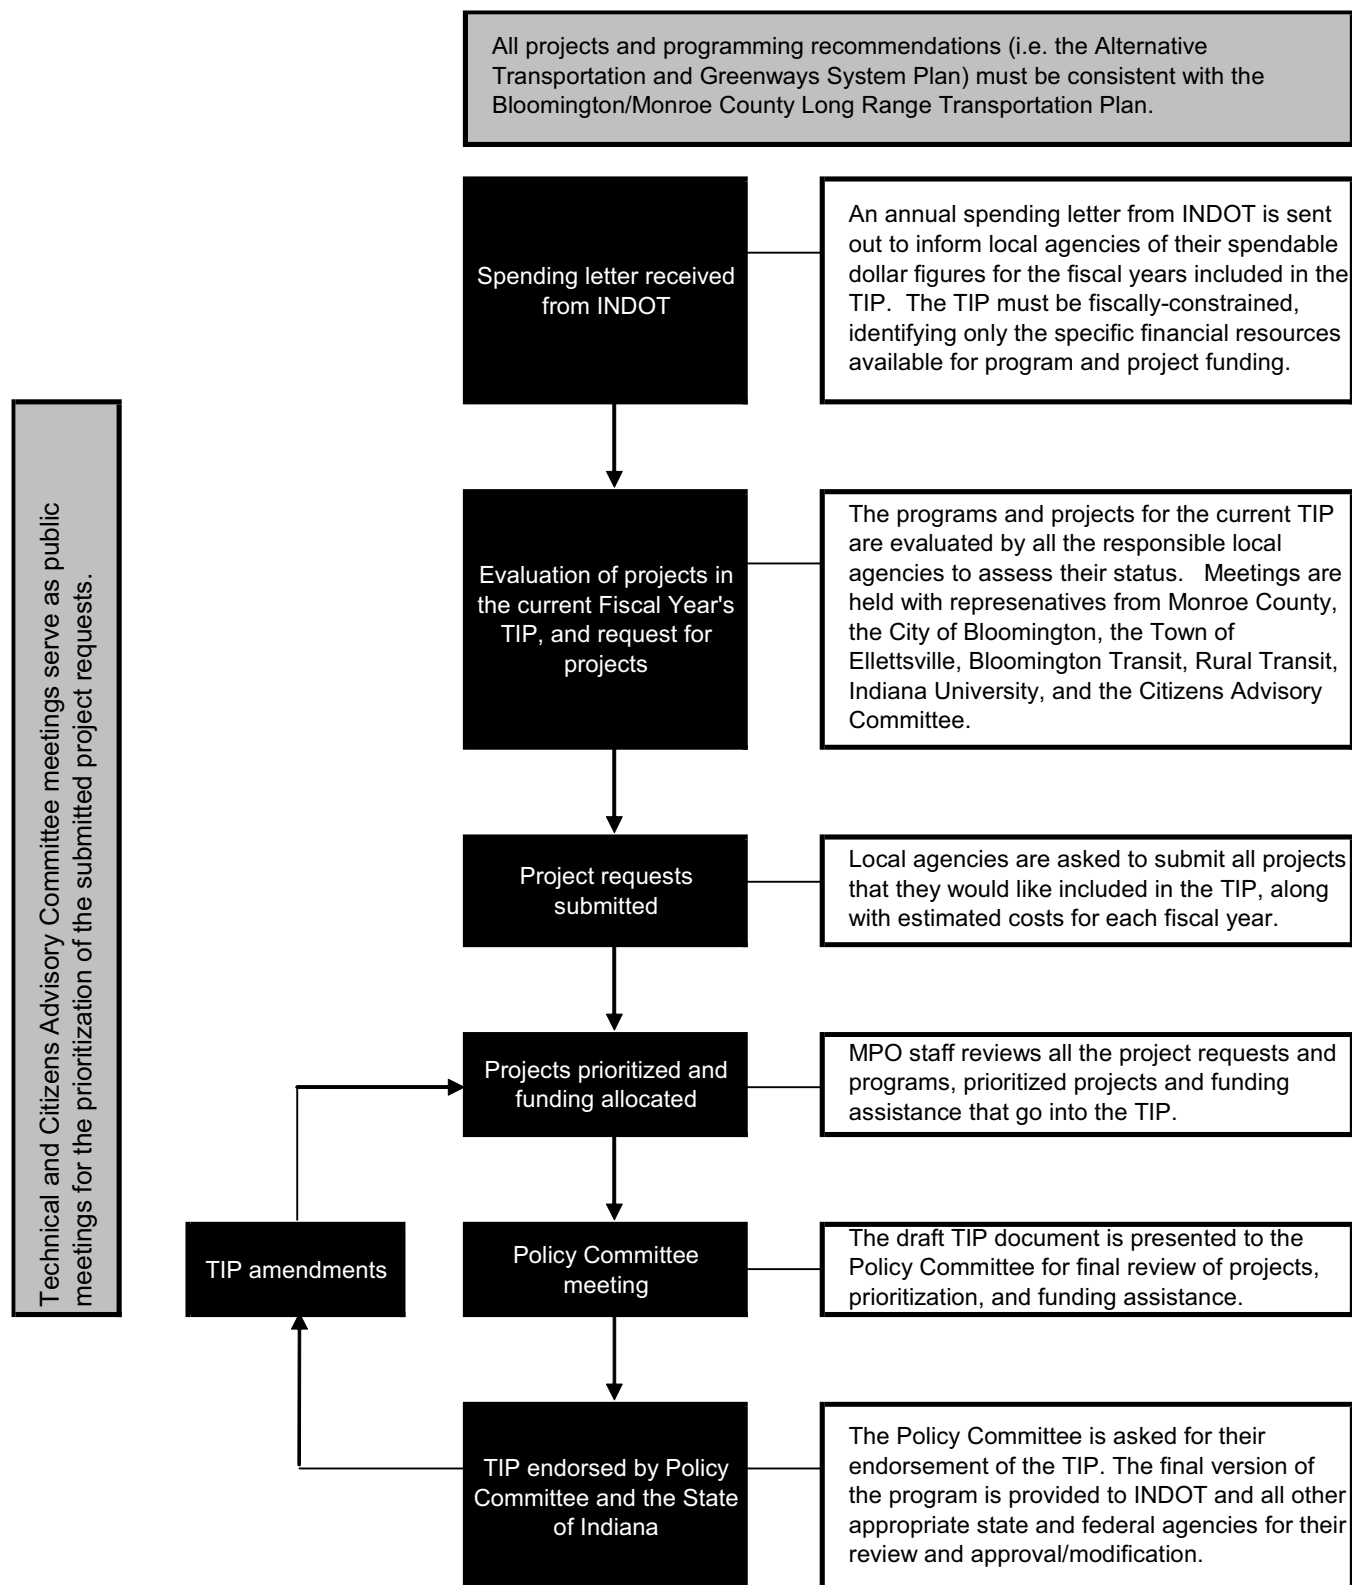 All projects and programming recommendations (i.e. the Alternative
Transportation and Greenways System Plan) must be consistent with the
Bloomington/Monroe County Long Range Transportation Plan.
Spending letter received
from INDOT
An annual spending letter from INDOT is sent
out to inform local agencies of their spendable
dollar figures for the fiscal years included in the
TIP.  The TIP must be fiscally-constrained,
identifying only the specific financial resources
available for program and project funding.
Technical and Citizens Advisory Committee meetings serve as public
meetings for the prioritization of the submitted project requests.
Evaluation of projects in
the current Fiscal Year's
TIP, and request for
projects
The programs and projects for the current TIP
are evaluated by all the responsible local
agencies to assess their status.   Meetings are
held with represenatives from Monroe County,
the City of Bloomington, the Town of
Ellettsville, Bloomington Transit, Rural Transit,
Indiana University, and the Citizens Advisory
Committee.
Project requests
submitted
Local agencies are asked to submit all projects
that they would like included in the TIP, along
with estimated costs for each fiscal year.
Projects prioritized and
funding allocated
MPO staff reviews all the project requests and
programs, prioritized projects and funding
assistance that go into the TIP.
TIP amendments
Policy Committee
meeting
The draft TIP document is presented to the
Policy Committee for final review of projects,
prioritization, and funding assistance.
TIP endorsed by Policy
Committee and the State
of Indiana
The Policy Committee is asked for their
endorsement of the TIP. The final version of
the program is provided to INDOT and all other
appropriate state and federal agencies for their
review and approval/modification.